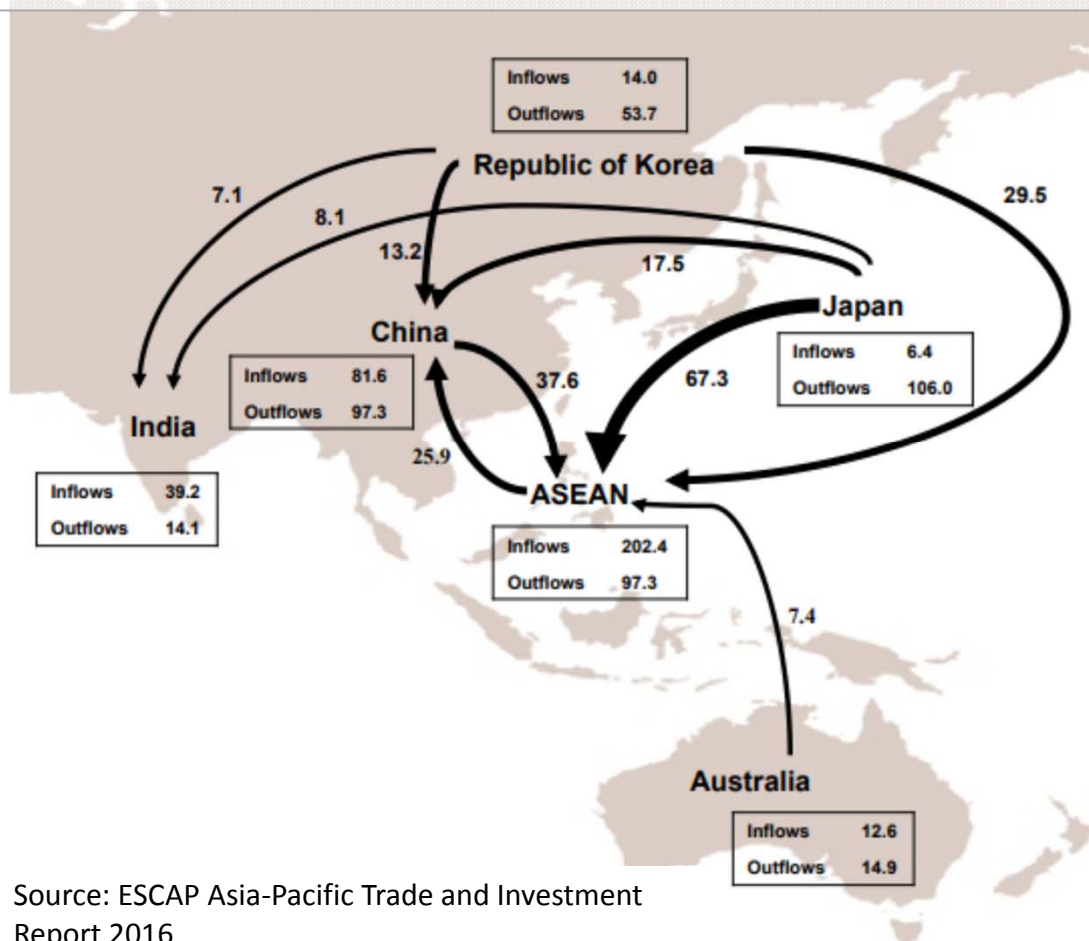 Inflows 14.0
Outflows 53.7
Republic of Korea
7.1
8.1
13.2
17.5
29.5
China
Inflows 81.6
Outflows 97.3
Japan
Inflows 6.4
Outflows 106.0
37.6
67.3
25.9
India
Inflows 39.2
Outflows 14.1
ASEAN
Inflows 202.4
Outflows 97.3
7.4
Australia
Inflows 12.6
Outflows 14.9
Source: ESCAP Asia-Pacific Trade and Investment
Report 2016